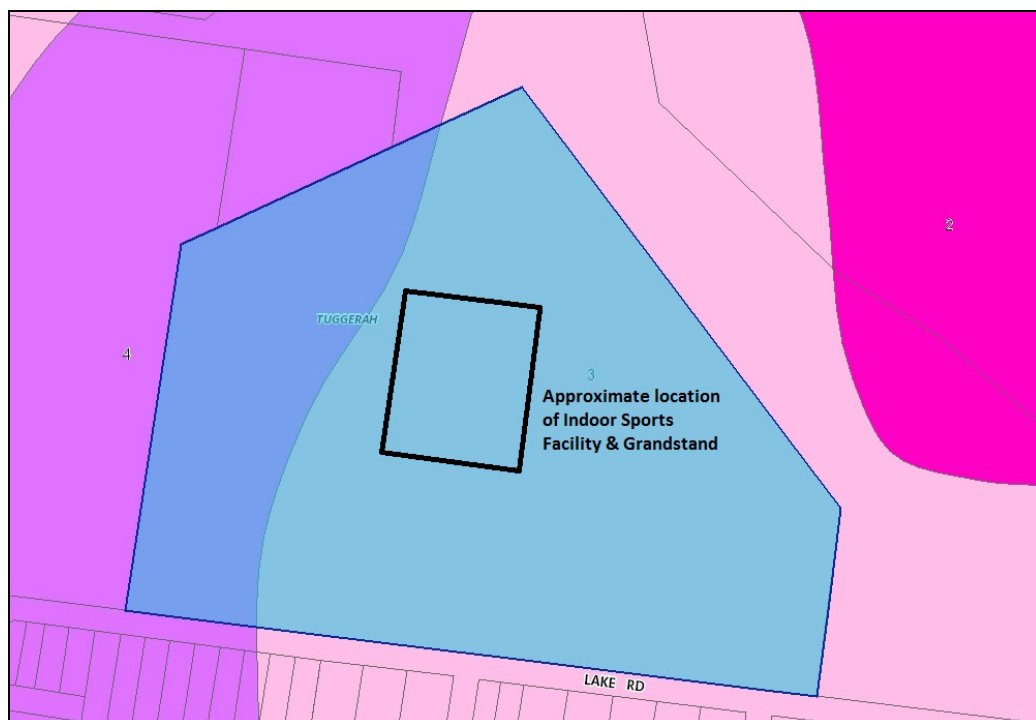 2
TUGGERAH
4
3
Approximate location
of Indoor Sports
Facility & Grandstand
LAKE RD